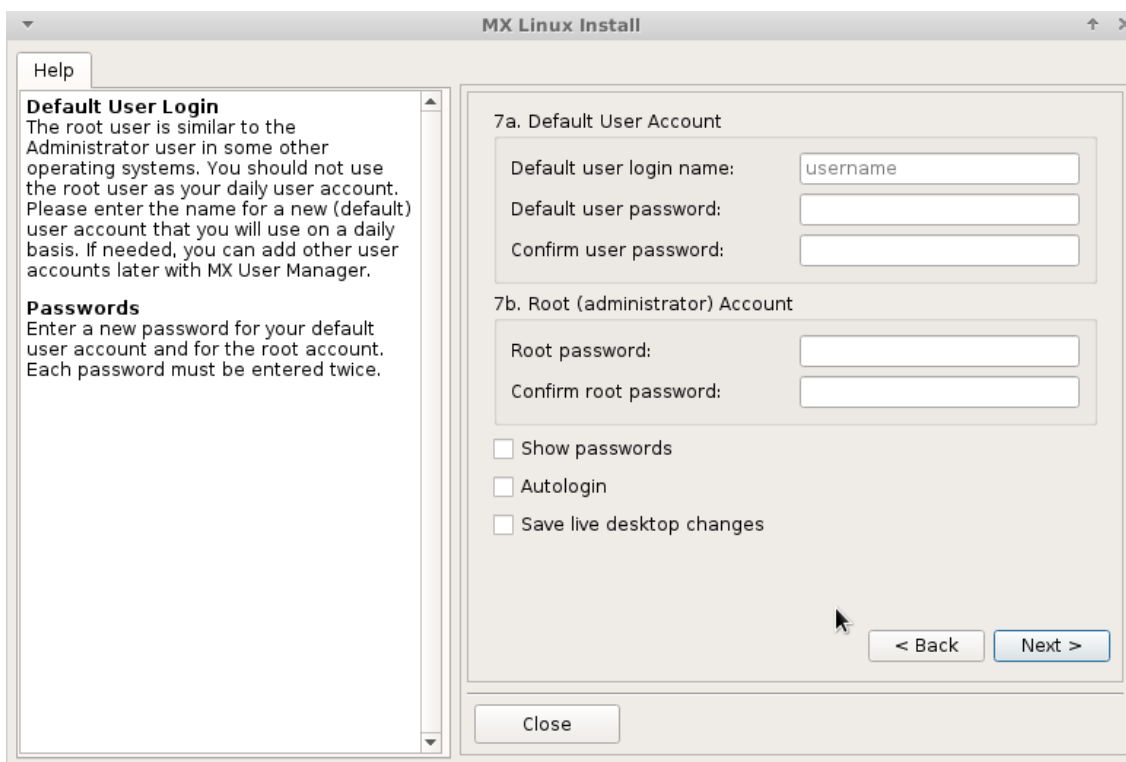 MX Linux Install
Help
Default User Login
The root user is similar to the
Administrator user in some other
operating systems. You should not use
the root user as your daily user account.
Please enter the name for a new (default)
user account that you will use on a daily
basis. If needed, you can add other user
accounts later with MX User Manager.
Passwords
Enter a new password for your default
user account and for the root account.
Each password must be entered twice.
7a. Default User Account
Default user login name:
username
Default user password:
Confirm user password:
7b. Root (administrator) Account
Root password:
Confirm root password:
Show passwords
Autologin
Save live desktop changes
< Back
Next >
Close